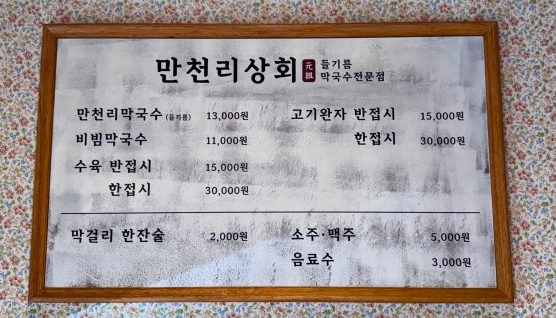 만천리상회 元祖 들기름
막국수전문점
만천리막국수 (들기름) 13,000원
비빔막국수 11,000원
수육 반접시 15,000원
한접시 30,000원
고기완자 반접시 15,000원
한접시 30,000원
막걸리 한잔술 2,000원
소주·맥주 5,000원
음료수 3,000원